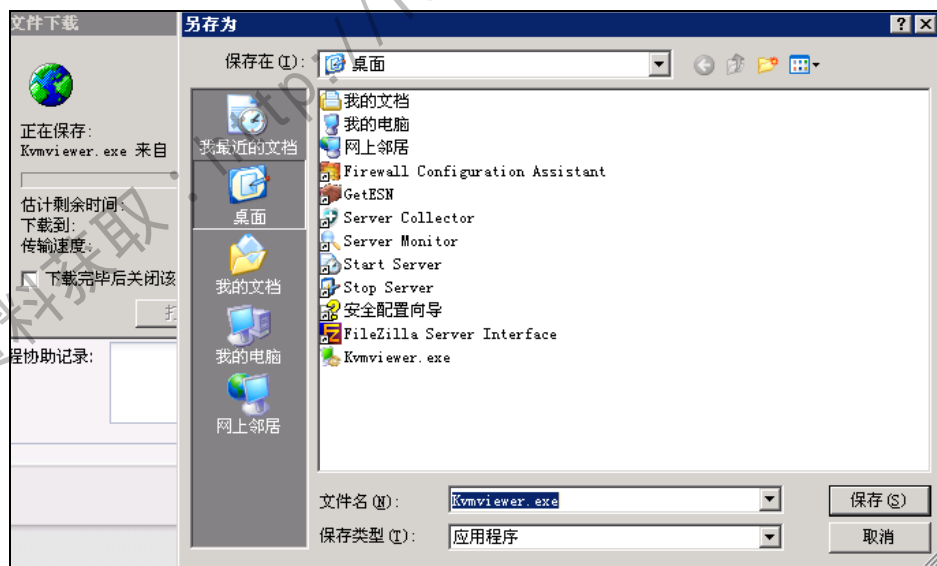 文件下载
正在保存:
Kvmviewer.exe 来自
估计剩余时间:
下载到:
传输速度:
下载完毕后关闭该
程协助记录:
另存为
保存在(I):
桌面
我最近的文档
桌面
我的文档
我的电脑
网上邻居
我的文档
我的电脑
网上邻居
Firewall Configuration Assistant
GetESN
Server Collector
Server Monitor
Start Server
Stop Server
安全配置向导
FileZilla Server Interface
Kvmviewer.exe
文件名(N):
Kvmviewer.exe
保存(S)
保存类型(T):
应用程序
取消
料获取:http://